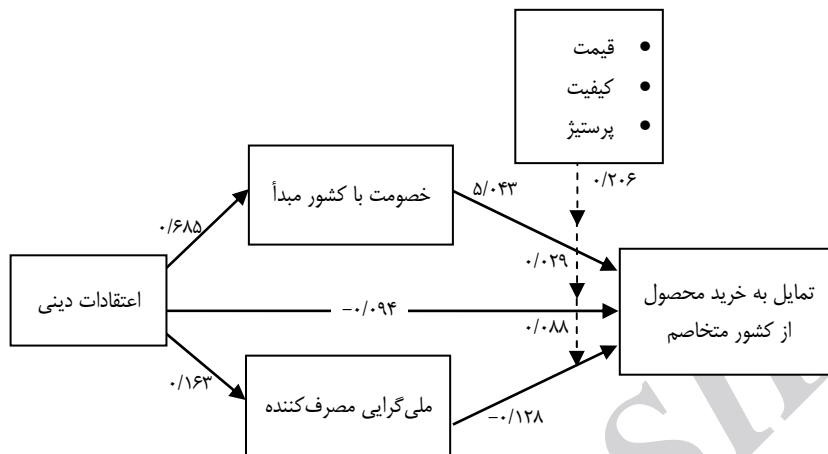 • قیمت
• کیفیت
• پرستیژ
۰/۲۰۶
خصومت با کشور مبدأ
۵/۰۴۳
۰/۶۸۵
۰/۰۲۹
اعتقادات دینی
−۰/۰۹۴
تمایل به خرید محصول
از کشور متخاصم
۰/۰۸۸
۰/۱۶۳
ملی‌گرایی مصرف‌کننده
−۰/۱۲۸